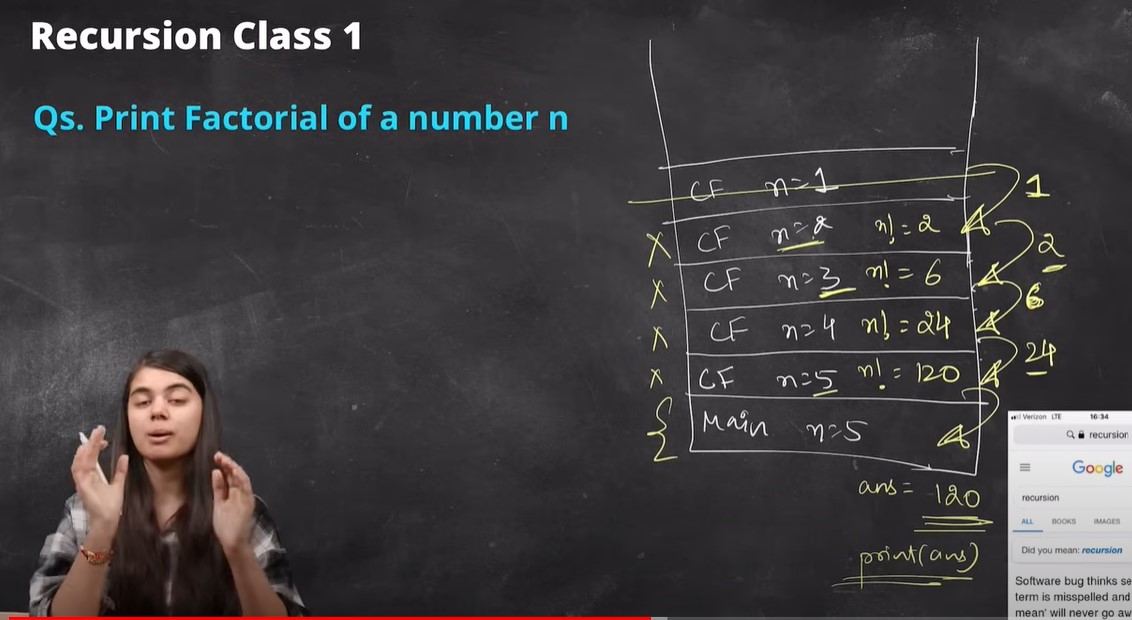 Recursion Class 1
Qs. Print Factorial of a number n
CF n=1 1
X CF n=2 n! = 2 2
X CF n=3 n! = 6 6
X CF n=4 n! = 24 24
X CF n=5 n! = 120
Main n=5
ans = 120
print(ans)
Verizon LTE 16:34
recursion
Google
recursion
ALL BOOKS IMAGES
Did you mean: recursion
Software bug thinks se
term is misspelled and
mean' will never go aw